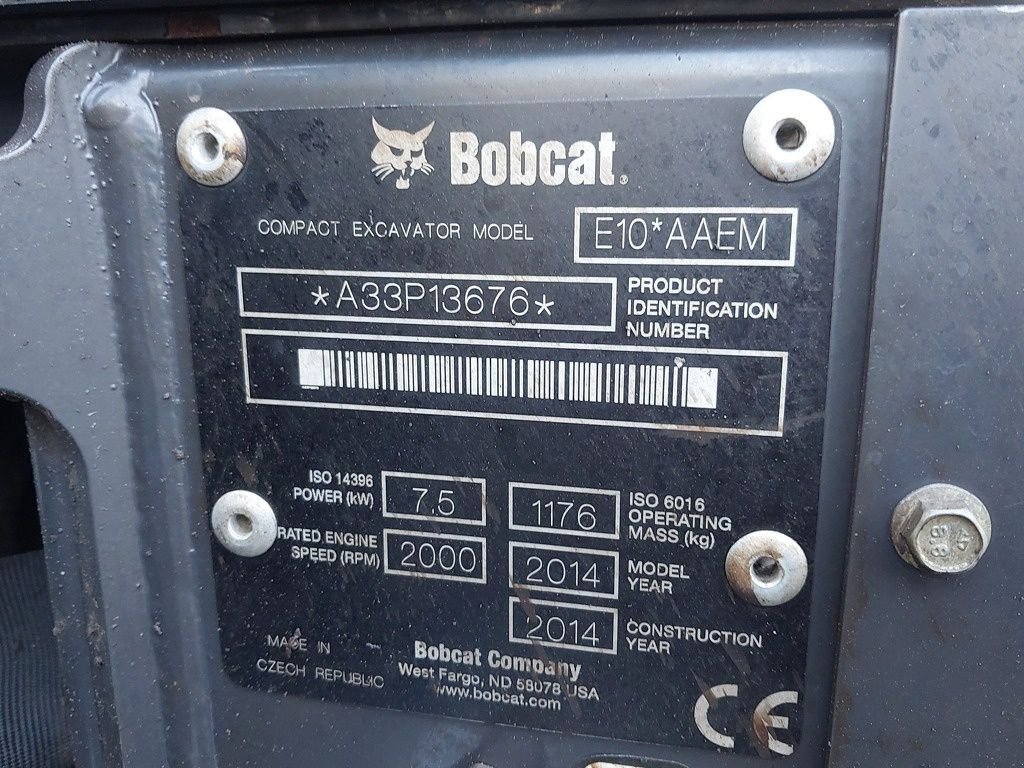 Bobcat®
COMPACT EXCAVATOR MODEL E10*AAEM
*A33P13676* PRODUCT
IDENTIFICATION
NUMBER
ISO 14396
POWER (kW) 7.5
1176 ISO 6016
OPERATING
MASS (kg)
RATED ENGINE
SPEED (RPM) 2000
2014 MODEL
YEAR
2014 CONSTRUCTION
YEAR
MADE IN
CZECH REPUBLIC
Bobcat Company
West Fargo, ND 58078 USA
www.bobcat.com
CE
8.8